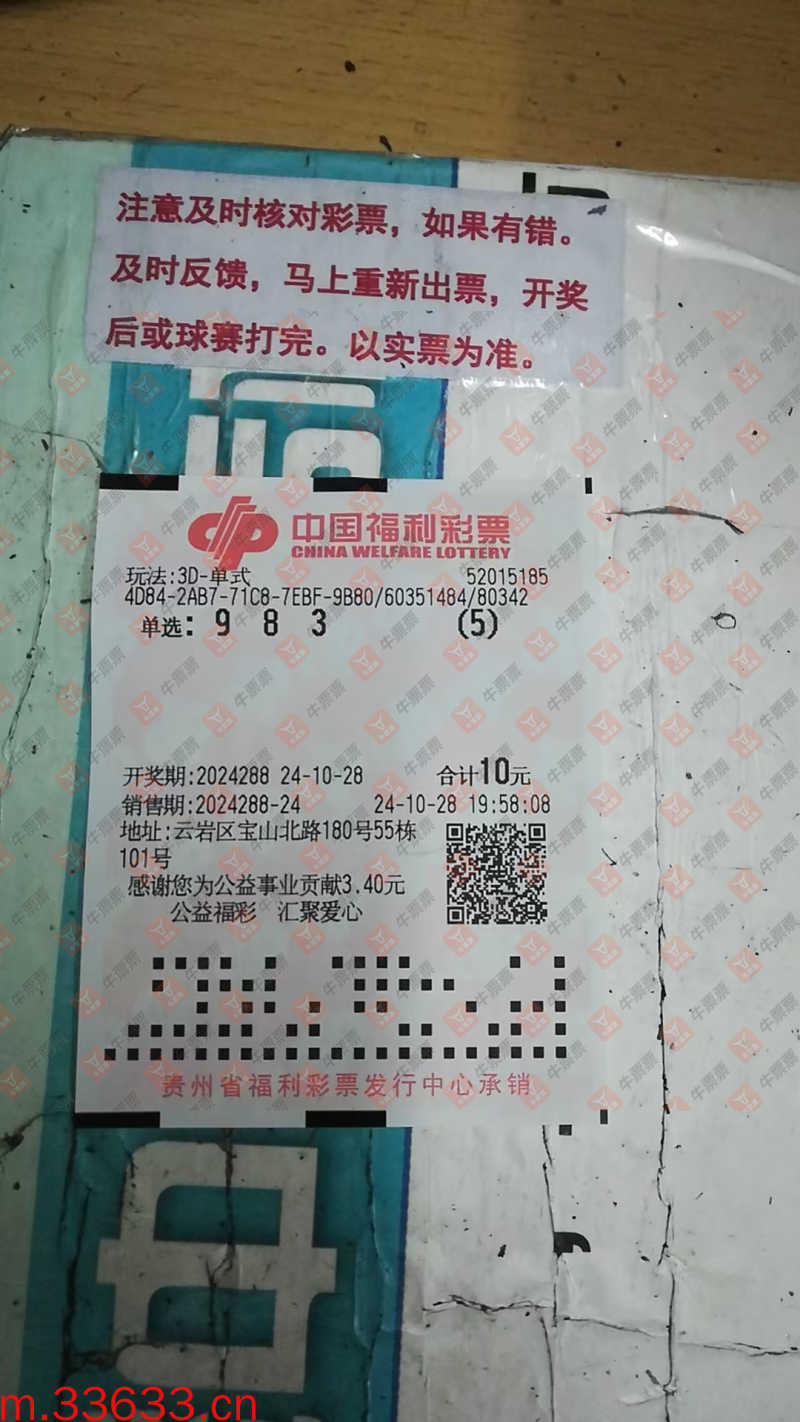 注意及时核对彩票，如果有错。
及时反馈，马上重新出票，开奖
后或球赛打完。以实票为准。
中国福利彩票
CHINA WELFARE LOTTERY
玩法:3D-单式 52015185
4D84-2AB7-71C8-7EBF-9B80/60351484/80342
单选: 9 8 3 (5)
开奖期:2024288 24-10-28 合计10元
销售期:2024288-24 24-10-28 19:58:08
地址:云岩区宝山北路180号55栋
101号
感谢您为公益事业贡献3.40元
公益福彩 汇聚爱心
贵州省福利彩票发行中心承销
牛票票
m.33633.cn